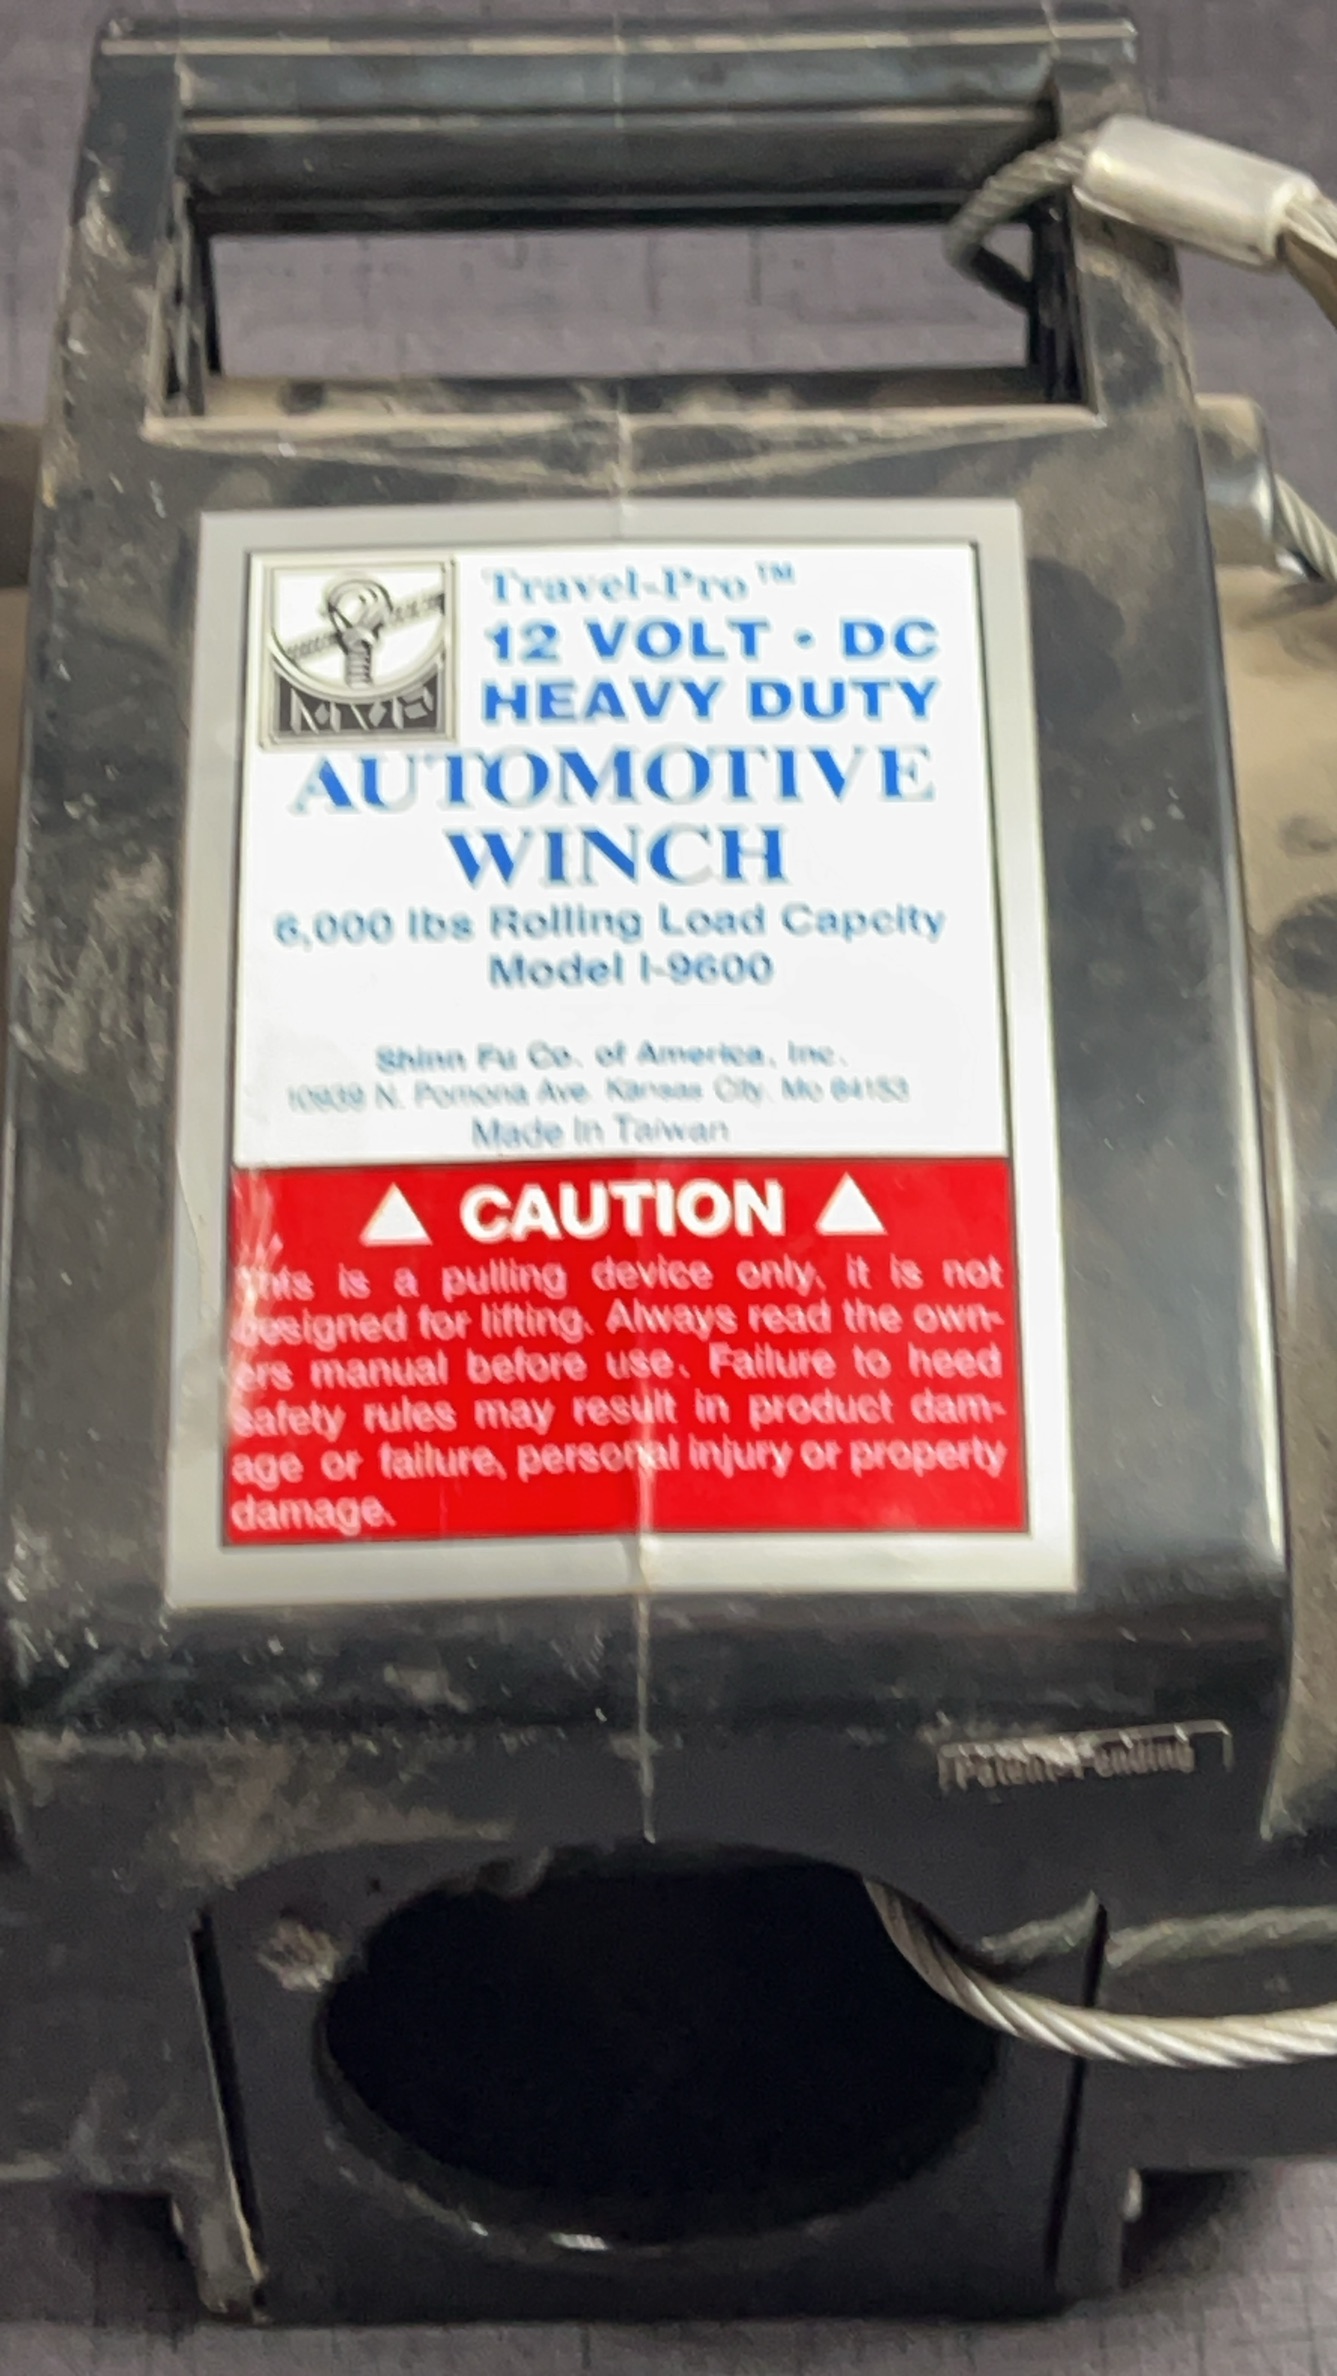 MVP
Travel-Pro™
12 VOLT • DC
HEAVY DUTY
AUTOMOTIVE
WINCH
6,000 lbs Rolling Load Capcity
Model I-9600
Shinn Fu Co. of America, Inc.
10939 N. Pomona Ave. Kansas City, Mo 64153
Made In Taiwan
CAUTION
This is a pulling device only, it is not
designed for lifting. Always read the own-
ers manual before use. Failure to heed
safety rules may result in product dam-
age or failure, personal injury or property
damage.
Patent Pending